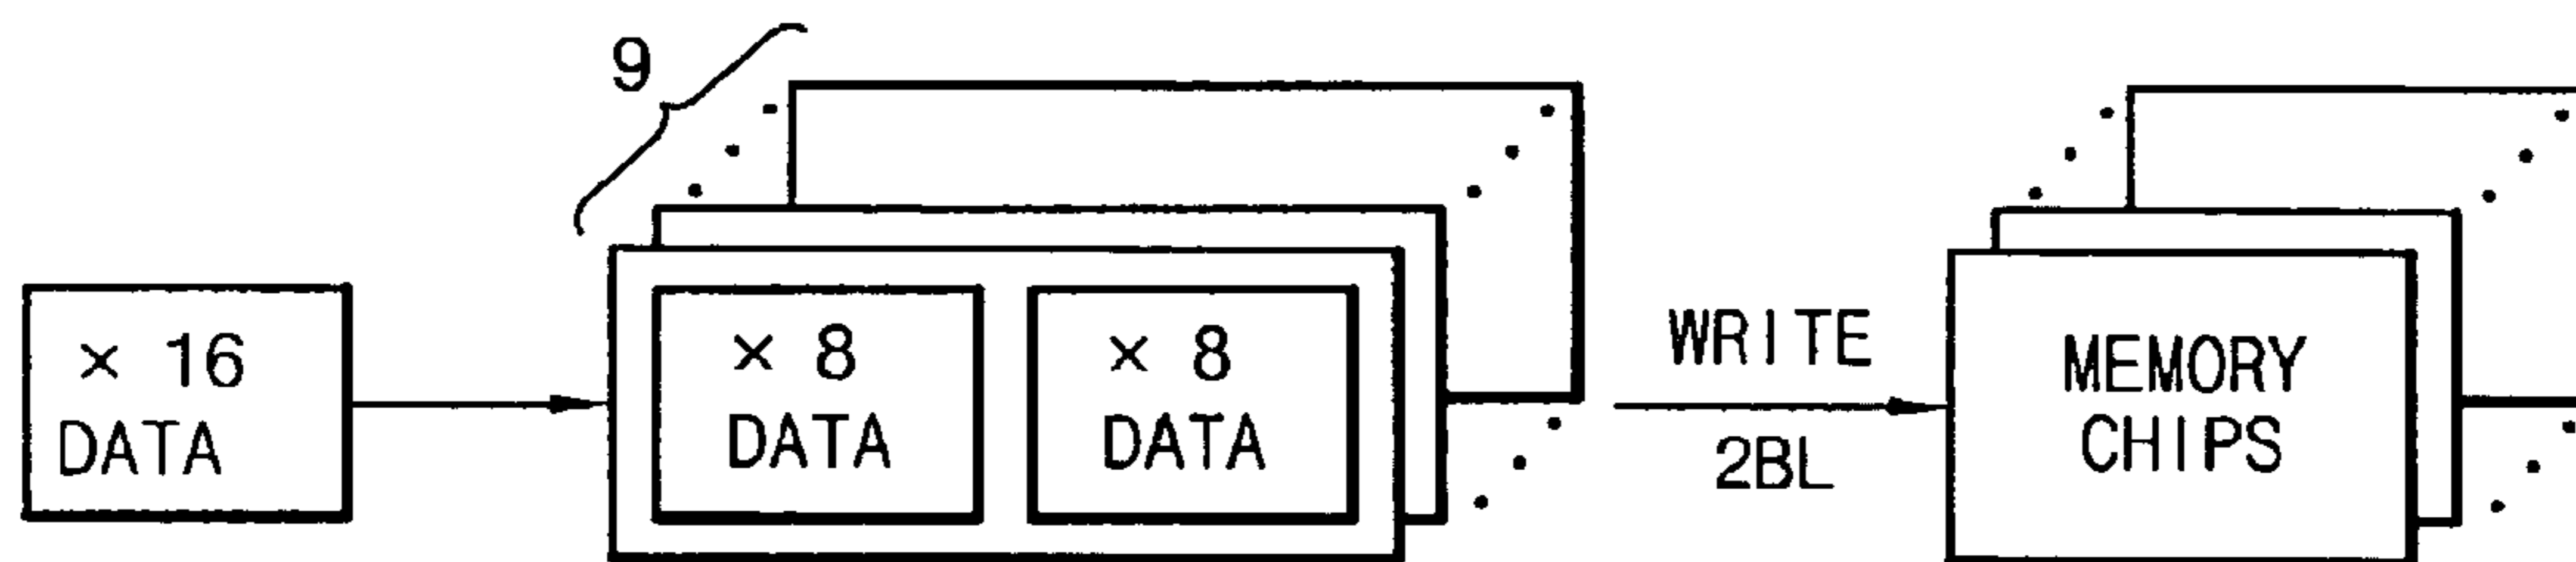 9
× 16
DATA
× 8
DATA
× 8
DATA
WRITE
2BL
MEMORY
CHIPS